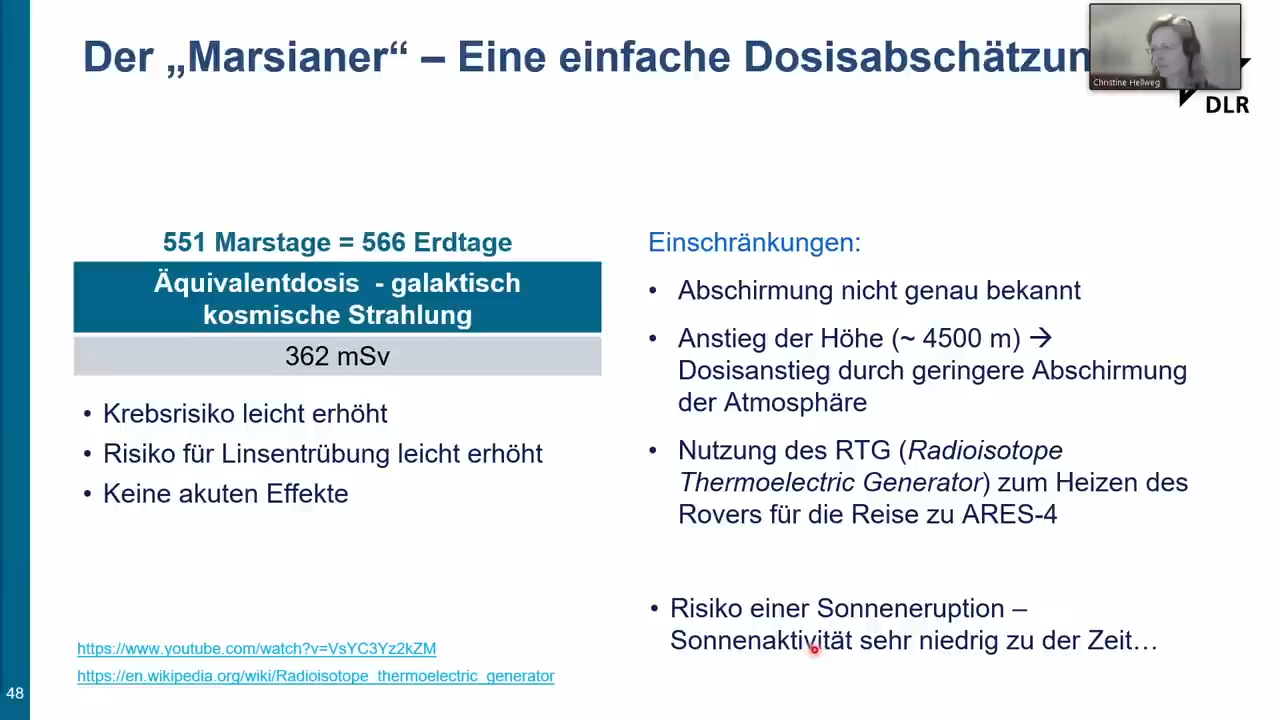 Der „Marsianer“ – Eine einfache Dosisabschätzun
Christine Hellweg
DLR
551 Marstage = 566 Erdtage
Äquivalentdosis - galaktisch
kosmische Strahlung
362 mSv
• Krebsrisiko leicht erhöht
• Risiko für Linsentrübung leicht erhöht
• Keine akuten Effekte
Einschränkungen:
• Abschirmung nicht genau bekannt
• Anstieg der Höhe (~ 4500 m) →
Dosisanstieg durch geringere Abschirmung
der Atmosphäre
• Nutzung des RTG (Radioisotope
Thermoelectric Generator) zum Heizen des
Rovers für die Reise zu ARES-4
• Risiko einer Sonneneruption –
Sonnenaktivität sehr niedrig zu der Zeit…
https://www.youtube.com/watch?v=VsYC3Yz2kZM
https://en.wikipedia.org/wiki/Radioisotope_thermoelectric_generator
48